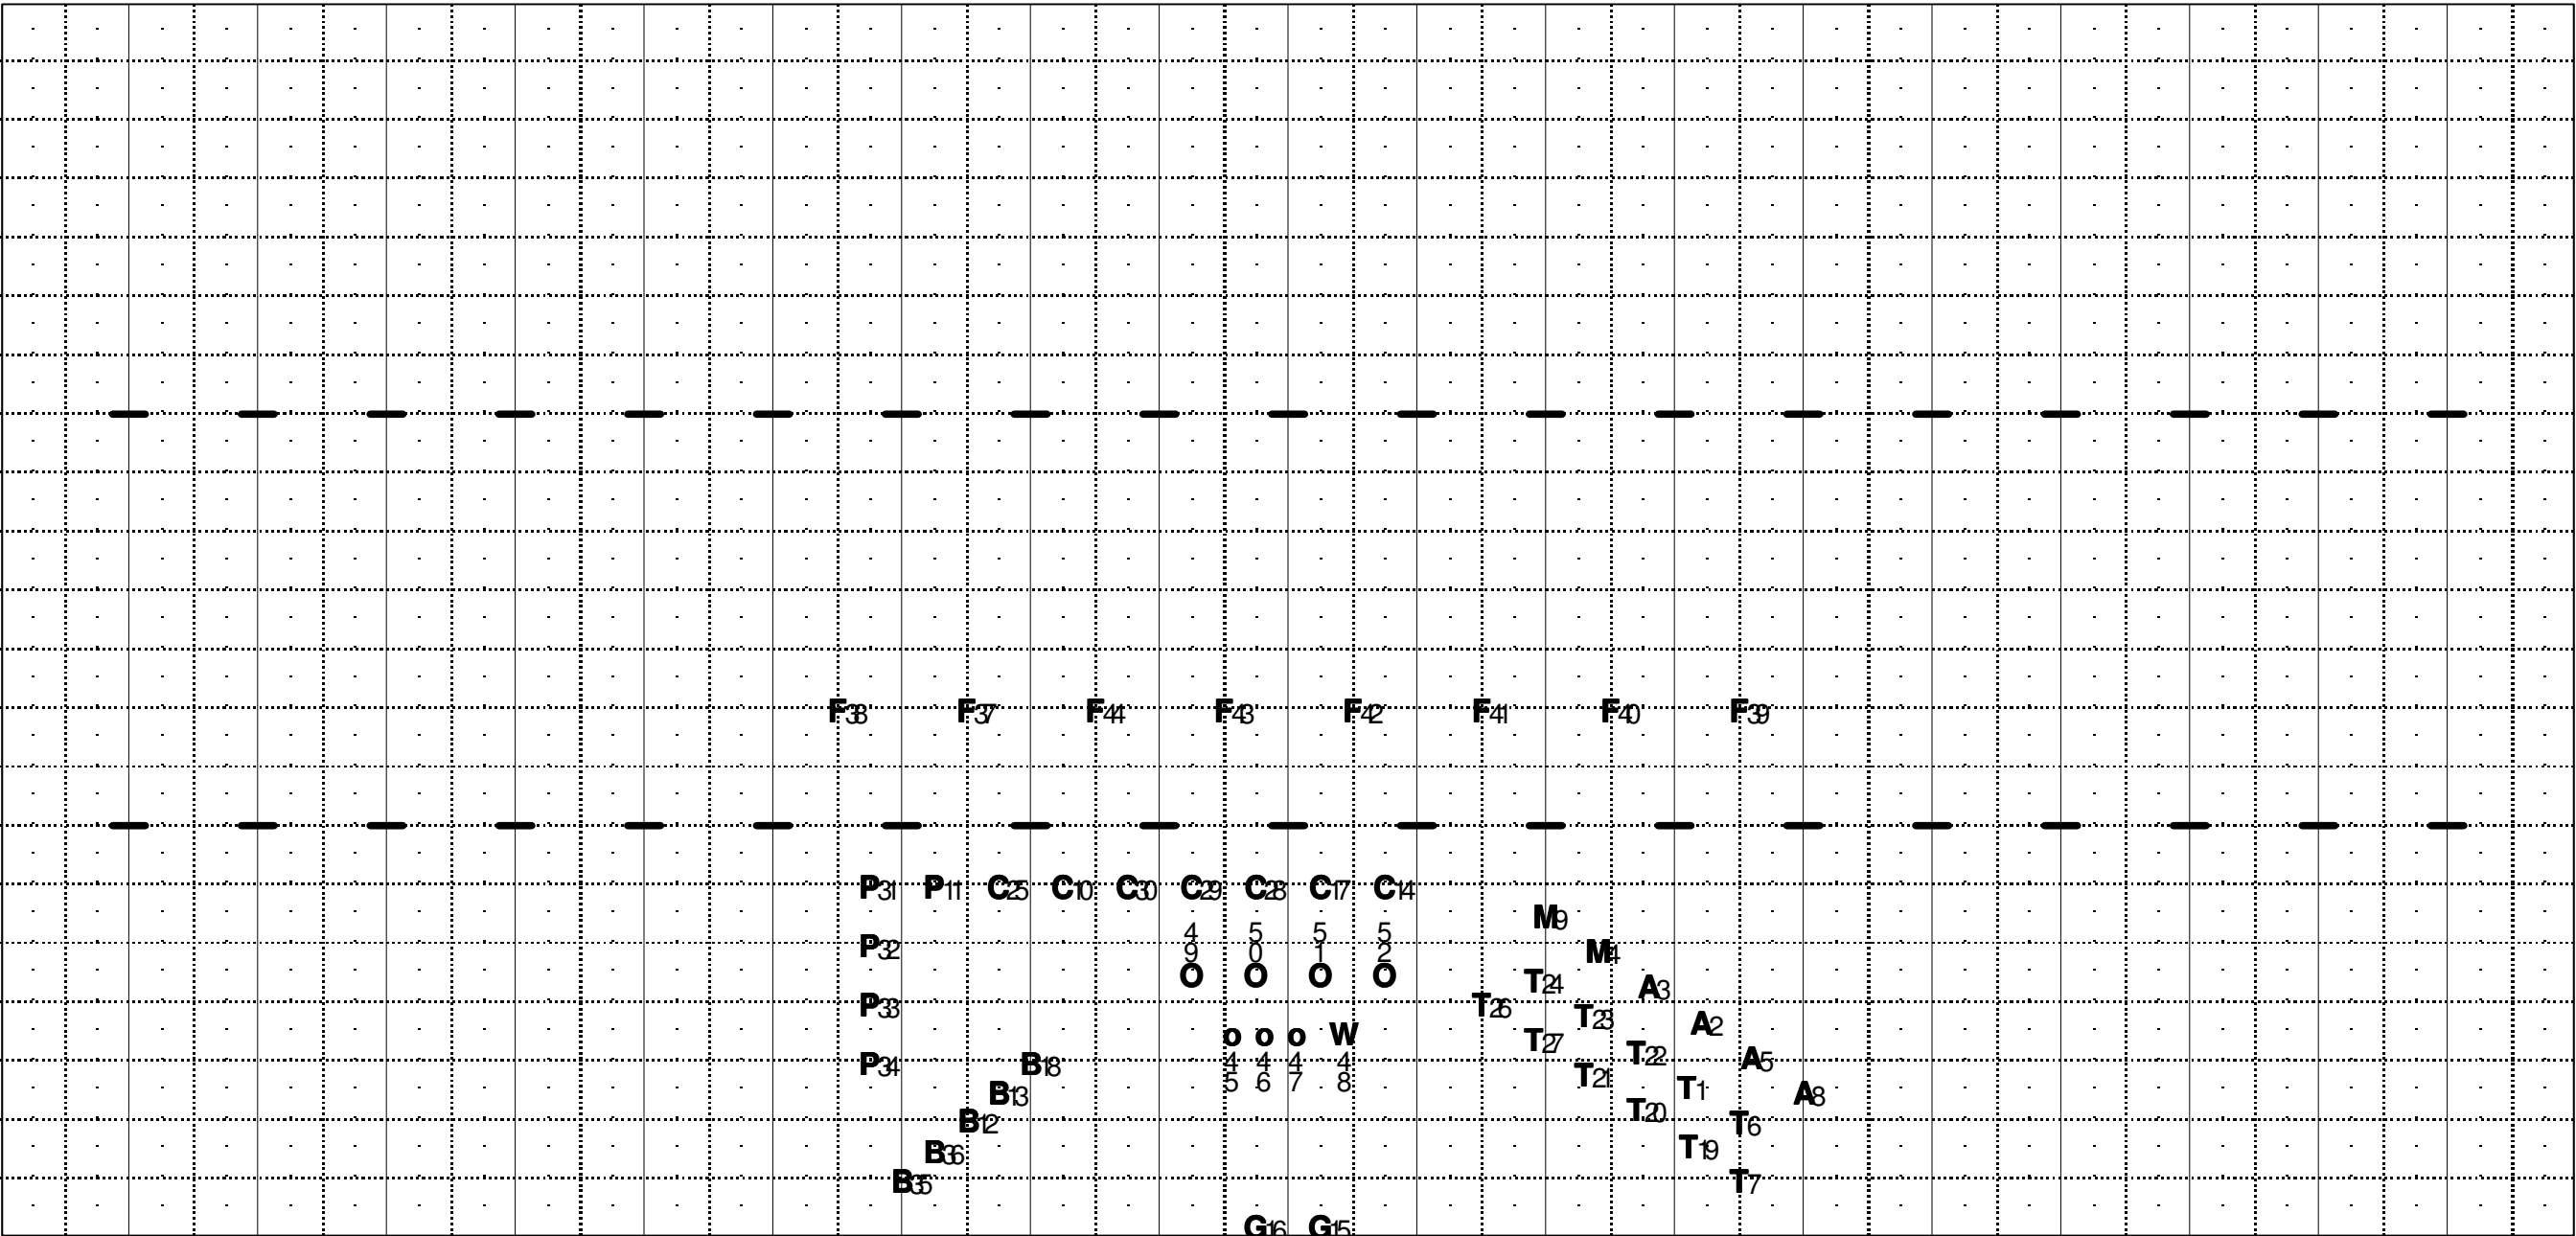 F38 F37 F44 F43 F42 F41 F40 F39
P31 P11 C25 C10 C30 C29 C28 C17 C14
M9
49 50 51 52
P32 M4
O O O O T24 A3
P33 T26 T23
A2
o o o W T27
45 46 47 48
T22 A5
P34 B18 T21
T1 A8
B13
T20
B12 T6
T19
B36
B35 T7
G16 G15